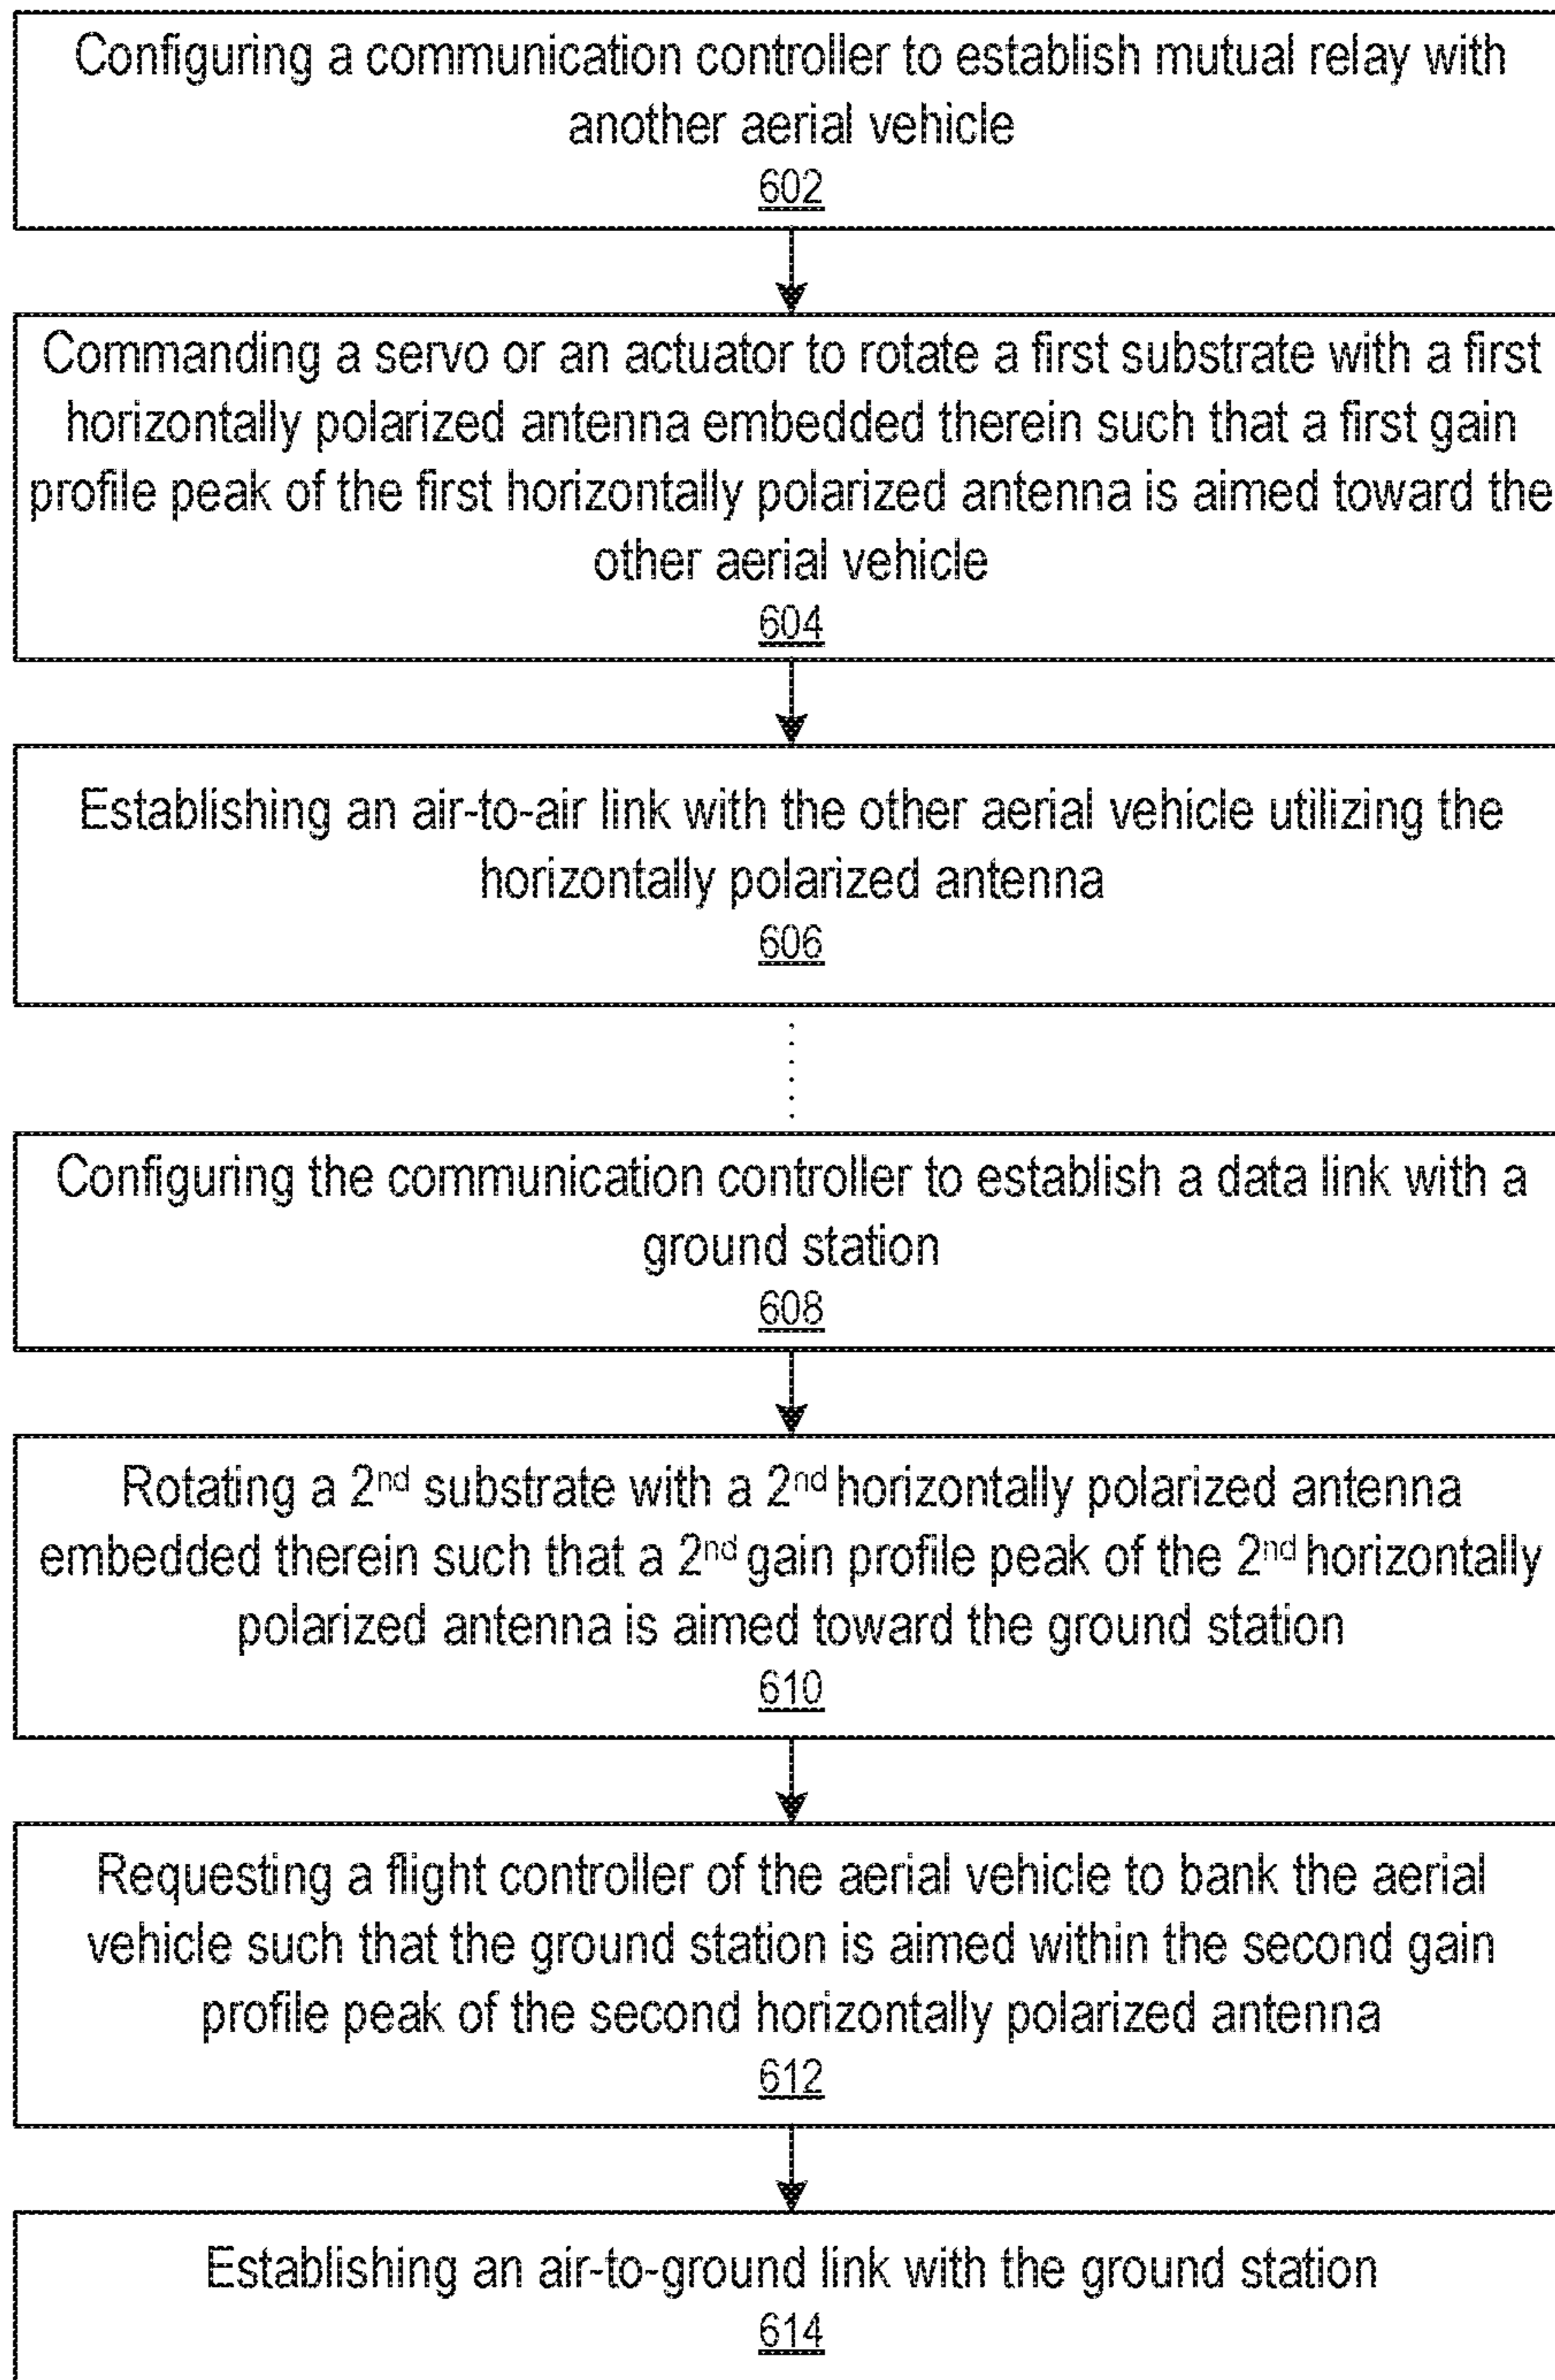 Configuring a communication controller to establish mutual relay with
another aerial vehicle
602
Commanding a servo or an actuator to rotate a first substrate with a first
horizontally polarized antenna embedded therein such that a first gain
profile peak of the first horizontally polarized antenna is aimed toward the
other aerial vehicle
604
Establishing an air-to-air link with the other aerial vehicle utilizing the
horizontally polarized antenna
606
Configuring the communication controller to establish a data link with a
ground station
608
Rotating a 2nd substrate with a 2nd horizontally polarized antenna
embedded therein such that a 2nd gain profile peak of the 2nd horizontally
polarized antenna is aimed toward the ground station
610
Requesting a flight controller of the aerial vehicle to bank the aerial
vehicle such that the ground station is aimed within the second gain
profile peak of the second horizontally polarized antenna
612
Establishing an air-to-ground link with the ground station
614